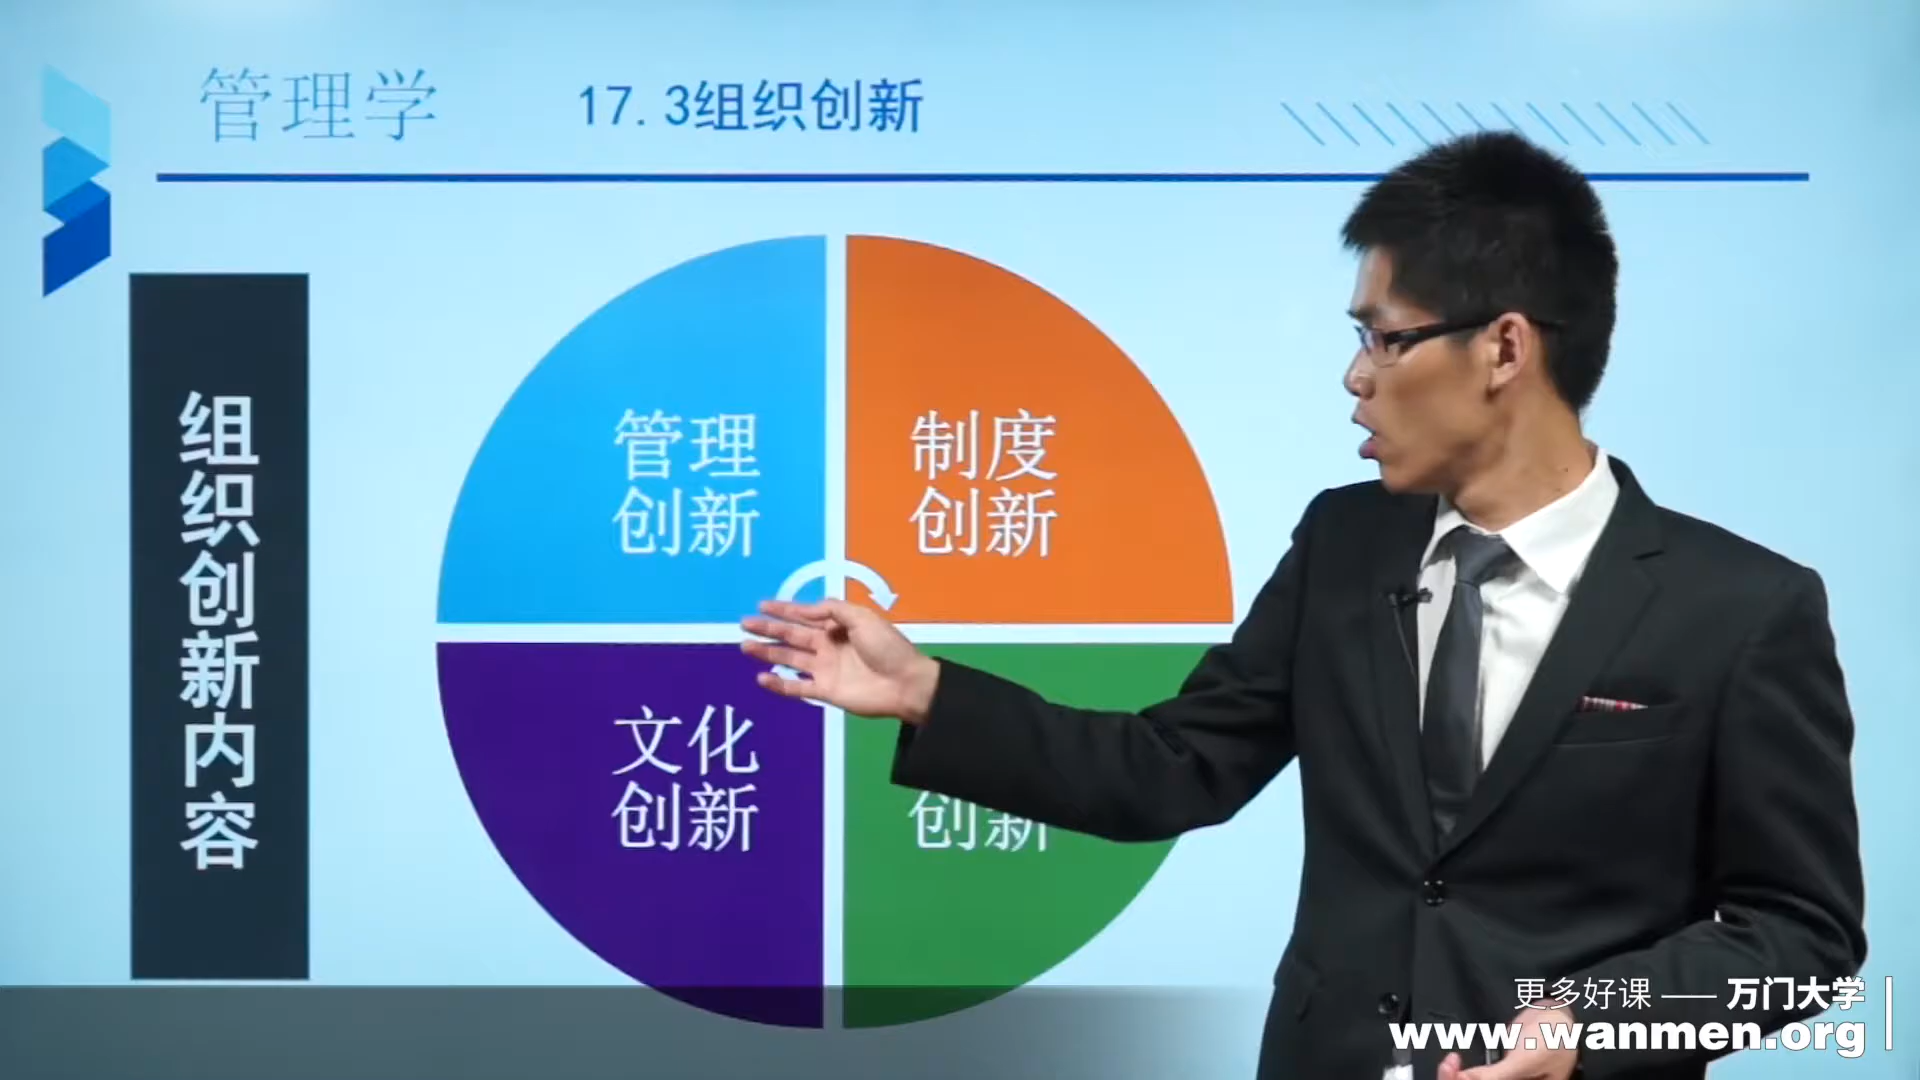 管理学 17.3组织创新
组织创新内容
管理
创新
制度
创新
文化
创新
创新
更多好课 —— 万门大学
www.wanmen.org